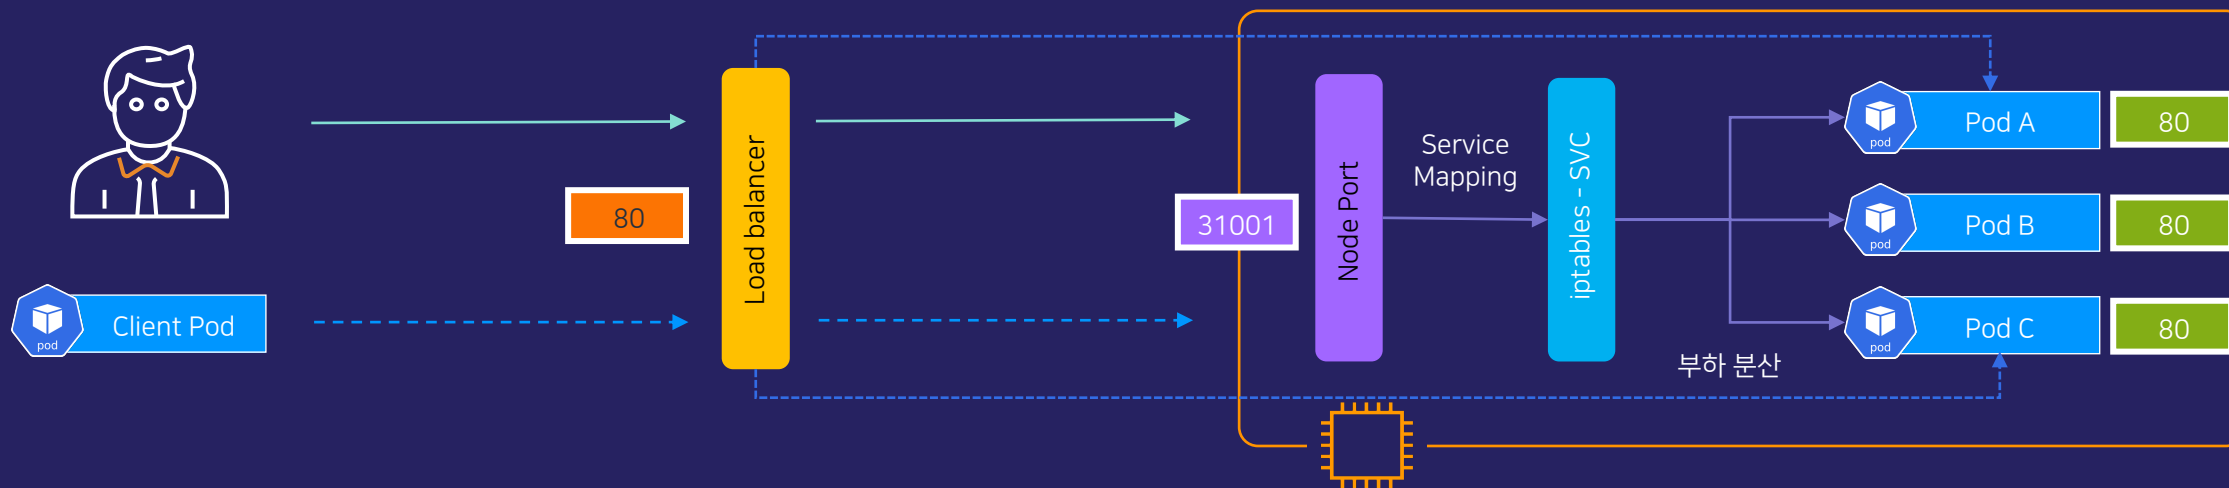 80
Load balancer
pod
Client Pod
31001
Node Port
Service
Mapping
iptables - SVC
부하 분산
pod
Pod A
80
pod
Pod B
80
pod
Pod C
80